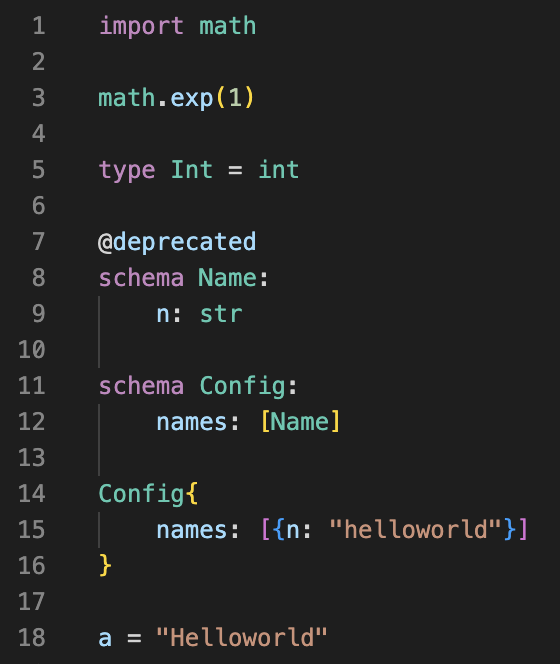 1 import math
2
3 math.exp(1)
4
5 type Int = int
6
7 @deprecated
8 schema Name:
9     n: str
10
11 schema Config:
12     names: [Name]
13
14 Config{
15     names: [{n: "helloworld"}]
16 }
17
18 a = "Helloworld"